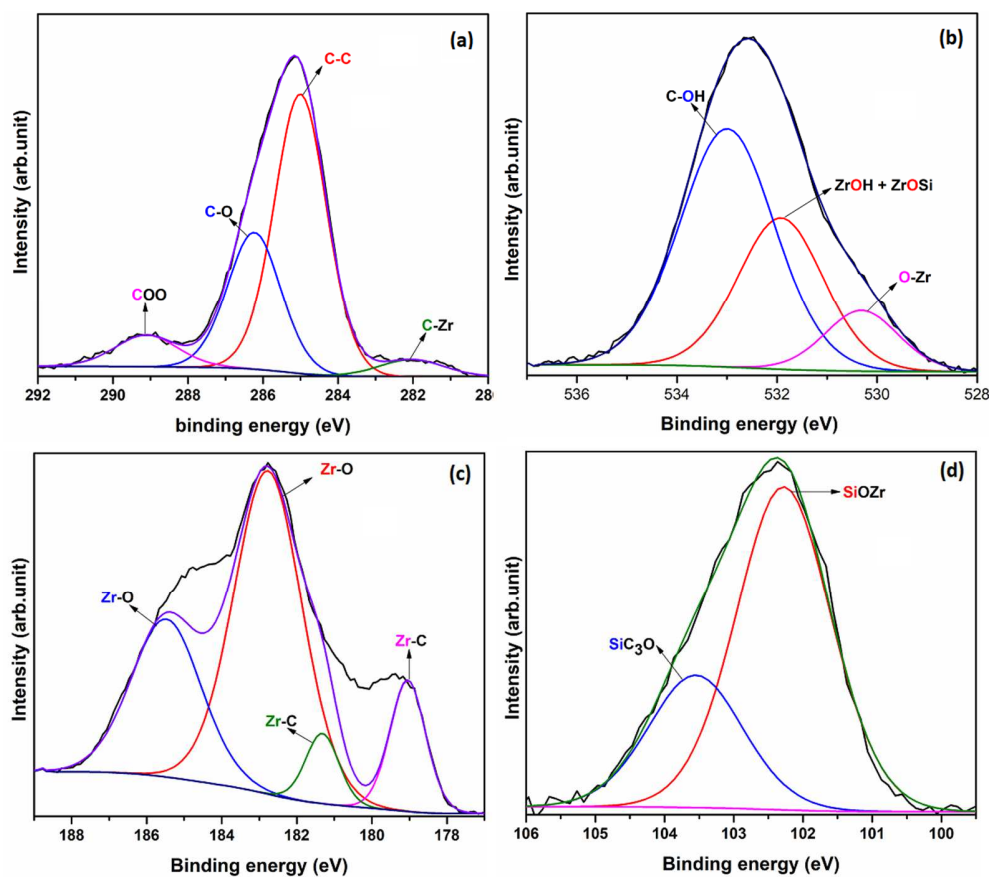 (a)
C-C
C-O
COO
C-Zr
Intensity (arb.unit)
292 290 288 286 284 282 28
binding energy (eV)
(b)
C-OH
ZrOH + ZrOSi
O-Zr
Intensity (arb.unit)
536 534 532 530 528
Binding energy (eV)
(c)
Zr-O
Zr-O
Zr-C
Zr-C
Intensity (arb.unit)
188 186 184 182 180 178
Binding energy (eV)
(d)
SiOZr
SiC3O
Intensity (arb.unit)
106 105 104 103 102 101 100
Binding energy (eV)